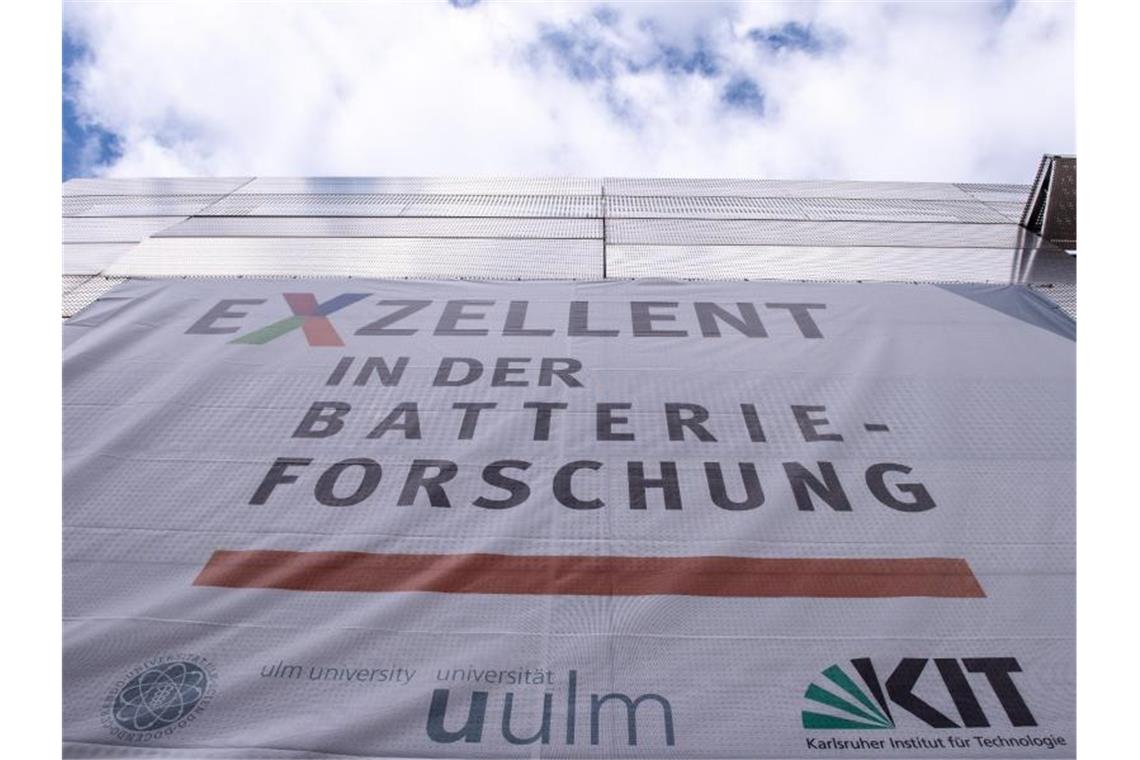 EXZELLENT
IN DER
BATTERIE-
FORSCHUNG
ulm university universität
uulm
KIT
Karlsruher Institut für Technologie